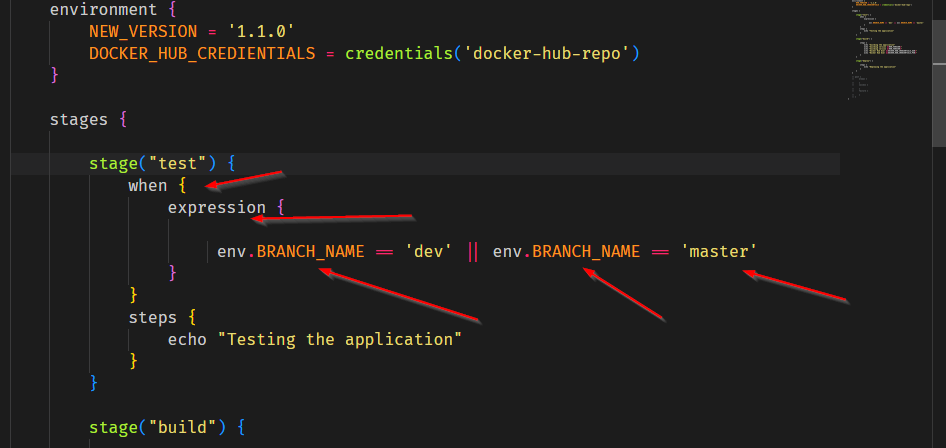 environment {
NEW_VERSION = '1.1.0'
DOCKER_HUB_CREDIENTIALS = credentials('docker-hub-repo')
}
stages {
stage("test") {
when {
expression {
env.BRANCH_NAME == 'dev' || env.BRANCH_NAME == 'master'
}
}
steps {
echo "Testing the application"
}
}
stage("build") {